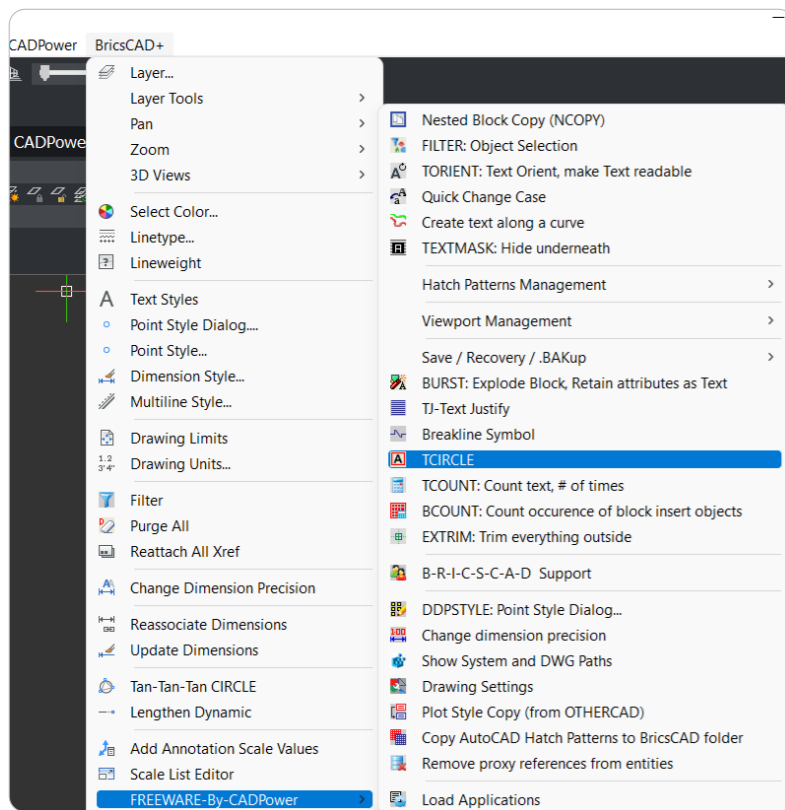 CADPower BricsCAD+
CADPowe
Layer...
Layer Tools
Pan
Zoom
3D Views
Select Color...
Linetype...
Lineweight
Text Styles
Point Style Dialog....
Point Style...
Dimension Style...
Multiline Style...
Drawing Limits
1.2
3'4"
Drawing Units...
Filter
Purge All
Reattach All Xref
Change Dimension Precision
Reassociate Dimensions
Update Dimensions
Tan-Tan-Tan CIRCLE
Lengthen Dynamic
Add Annotation Scale Values
Scale List Editor
FREEWARE-By-CADPower
Nested Block Copy (NCOPY)
FILTER: Object Selection
TORIENT: Text Orient, make Text readable
Quick Change Case
Create text along a curve
TEXTMASK: Hide underneath
Hatch Patterns Management
Viewport Management
Save / Recovery / .BAKup
BURST: Explode Block, Retain attributes as Text
TJ-Text Justify
Breakline Symbol
TCIRCLE
TCOUNT: Count text, # of times
BCOUNT: Count occurence of block insert objects
EXTRIM: Trim everything outside
B-R-I-C-S-C-A-D Support
DDPSTYLE: Point Style Dialog...
Change dimension precision
Show System and DWG Paths
Drawing Settings
Plot Style Copy (from OTHERCAD)
Copy AutoCAD Hatch Patterns to BricsCAD folder
Remove proxy references from entities
Load Applications